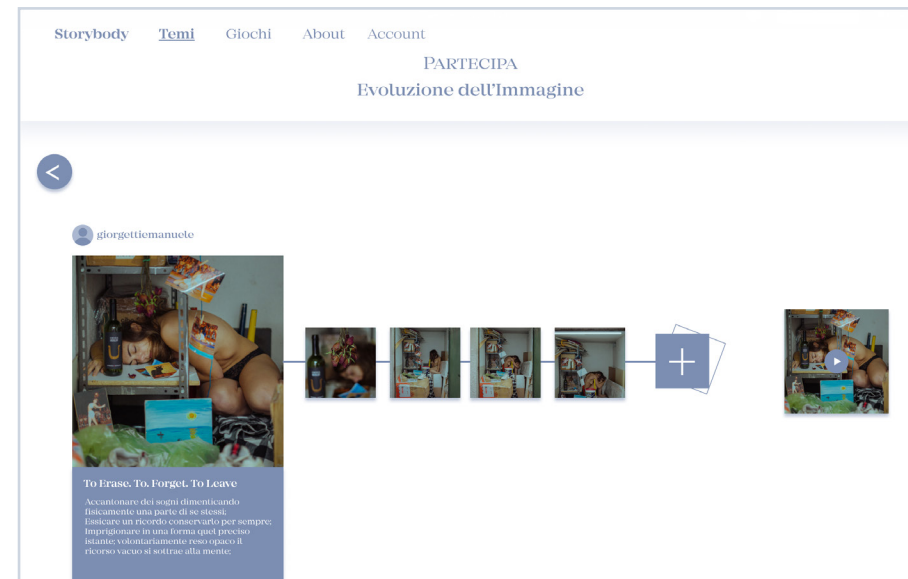 Storybody Temi Giochi About Account
PARTECIPA
Evoluzione dell'Immagine
<
giorgettiemanuele
To Erase. To. Forget. To Leave
Accantonare dei sogni dimenticando
fisicamente una parte di se stessi;
Essicare un ricordo conservarlo per sempre;
Imprigionare in una forma quel preciso
istante; volontariamente reso opaco il
ricorso vacuo si sottrae alla mente;